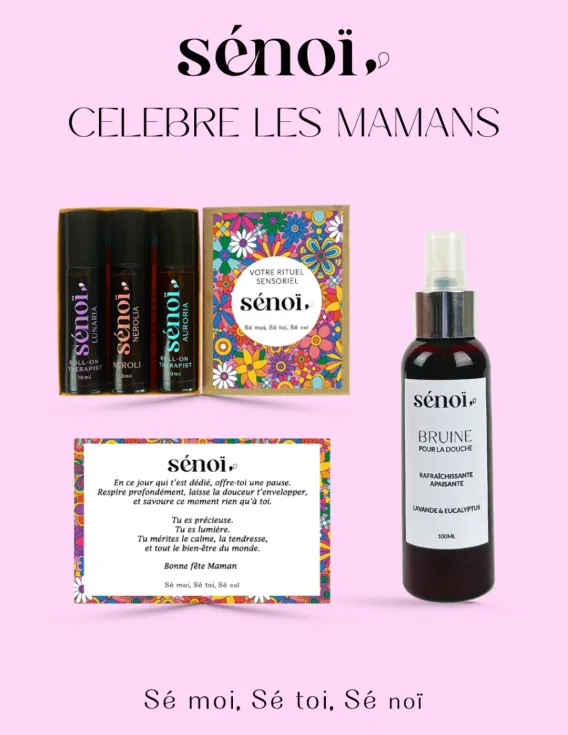 sénoï
CELEBRE LES MAMANS
sénoï
LUNARIA
ROLL-ON
THERAPIST
10ml
sénoï
NEROLIA
NEROLI
10ml
sénoï
AURORIA
ROLL-ON
THERAPIST
10ml
VOTRE RITUEL
SENSORIEL
sénoï
Sé moi, Sé toi, Sé noï
sénoï
BRUINE
POUR LA DOUCHE
RAFRAÎCHISSANTE
APAISANTE
LAVANDE & EUCALYPTUS
100ML
sénoï
En ce jour qui t'est dédié, offre-toi une pause.
Respire profondément, laisse la douceur t'envelopper,
et savoure ce moment rien qu'à toi.
Tu es précieuse.
Tu es lumière.
Tu mérites le calme, la tendresse,
et tout le bien-être du monde.
Bonne fête Maman
Sé moi, Sé toi, Sé noï
Sé moi, Sé toi, Sé noï